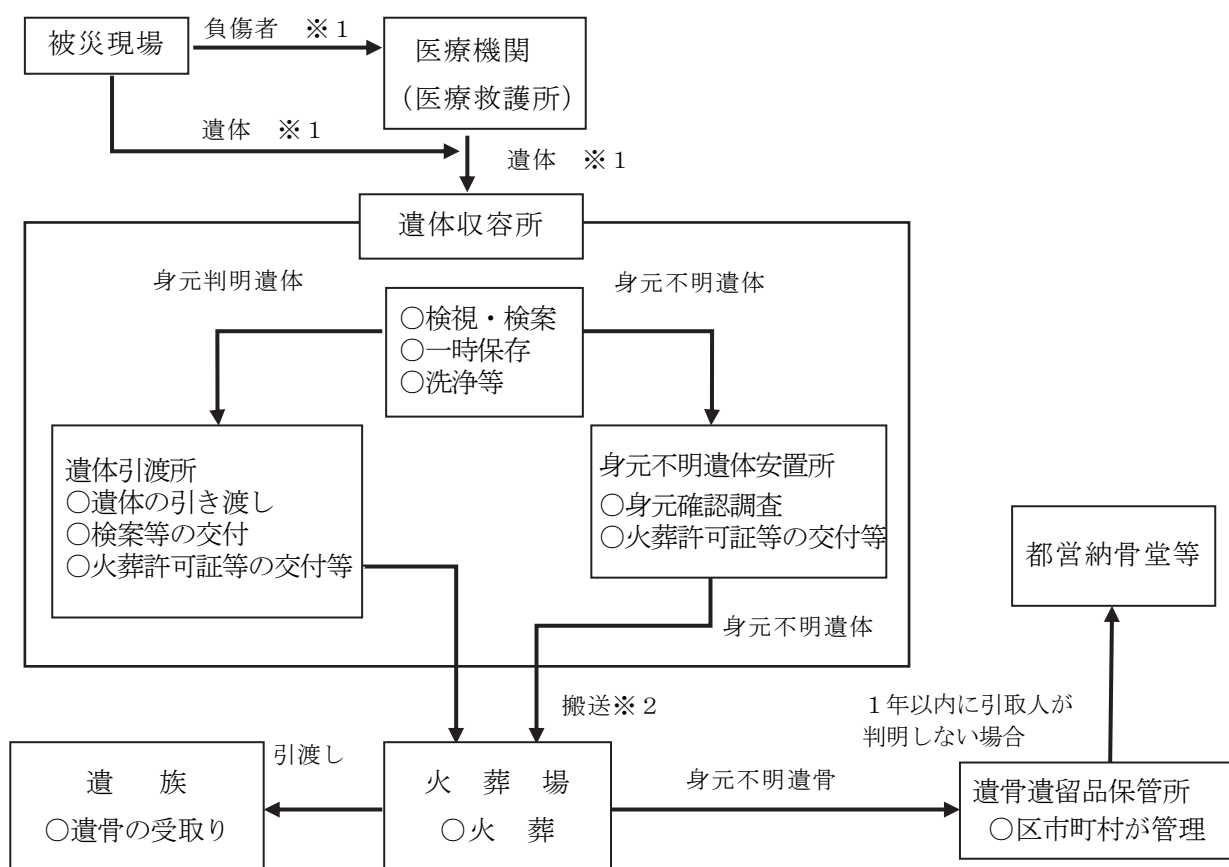 被災現場
負傷者　※１
医療機関
（医療救護所）
遺体　※１
遺体　※１
遺体収容所
身元判明遺体
身元不明遺体
○検視・検案
○一時保存
○洗浄等
遺体引渡所
○遺体の引き渡し
○検案等の交付
○火葬許可証等の交付等
身元不明遺体安置所
○身元確認調査
○火葬許可証等の交付等
都営納骨堂等
身元不明遺体
搬送※２
１年以内に引取人が
判明しない場合
遺　族
○遺骨の受取り
引渡し
火　葬　場
○火　葬
身元不明遺骨
遺骨遺留品保管所
○区市町村が管理